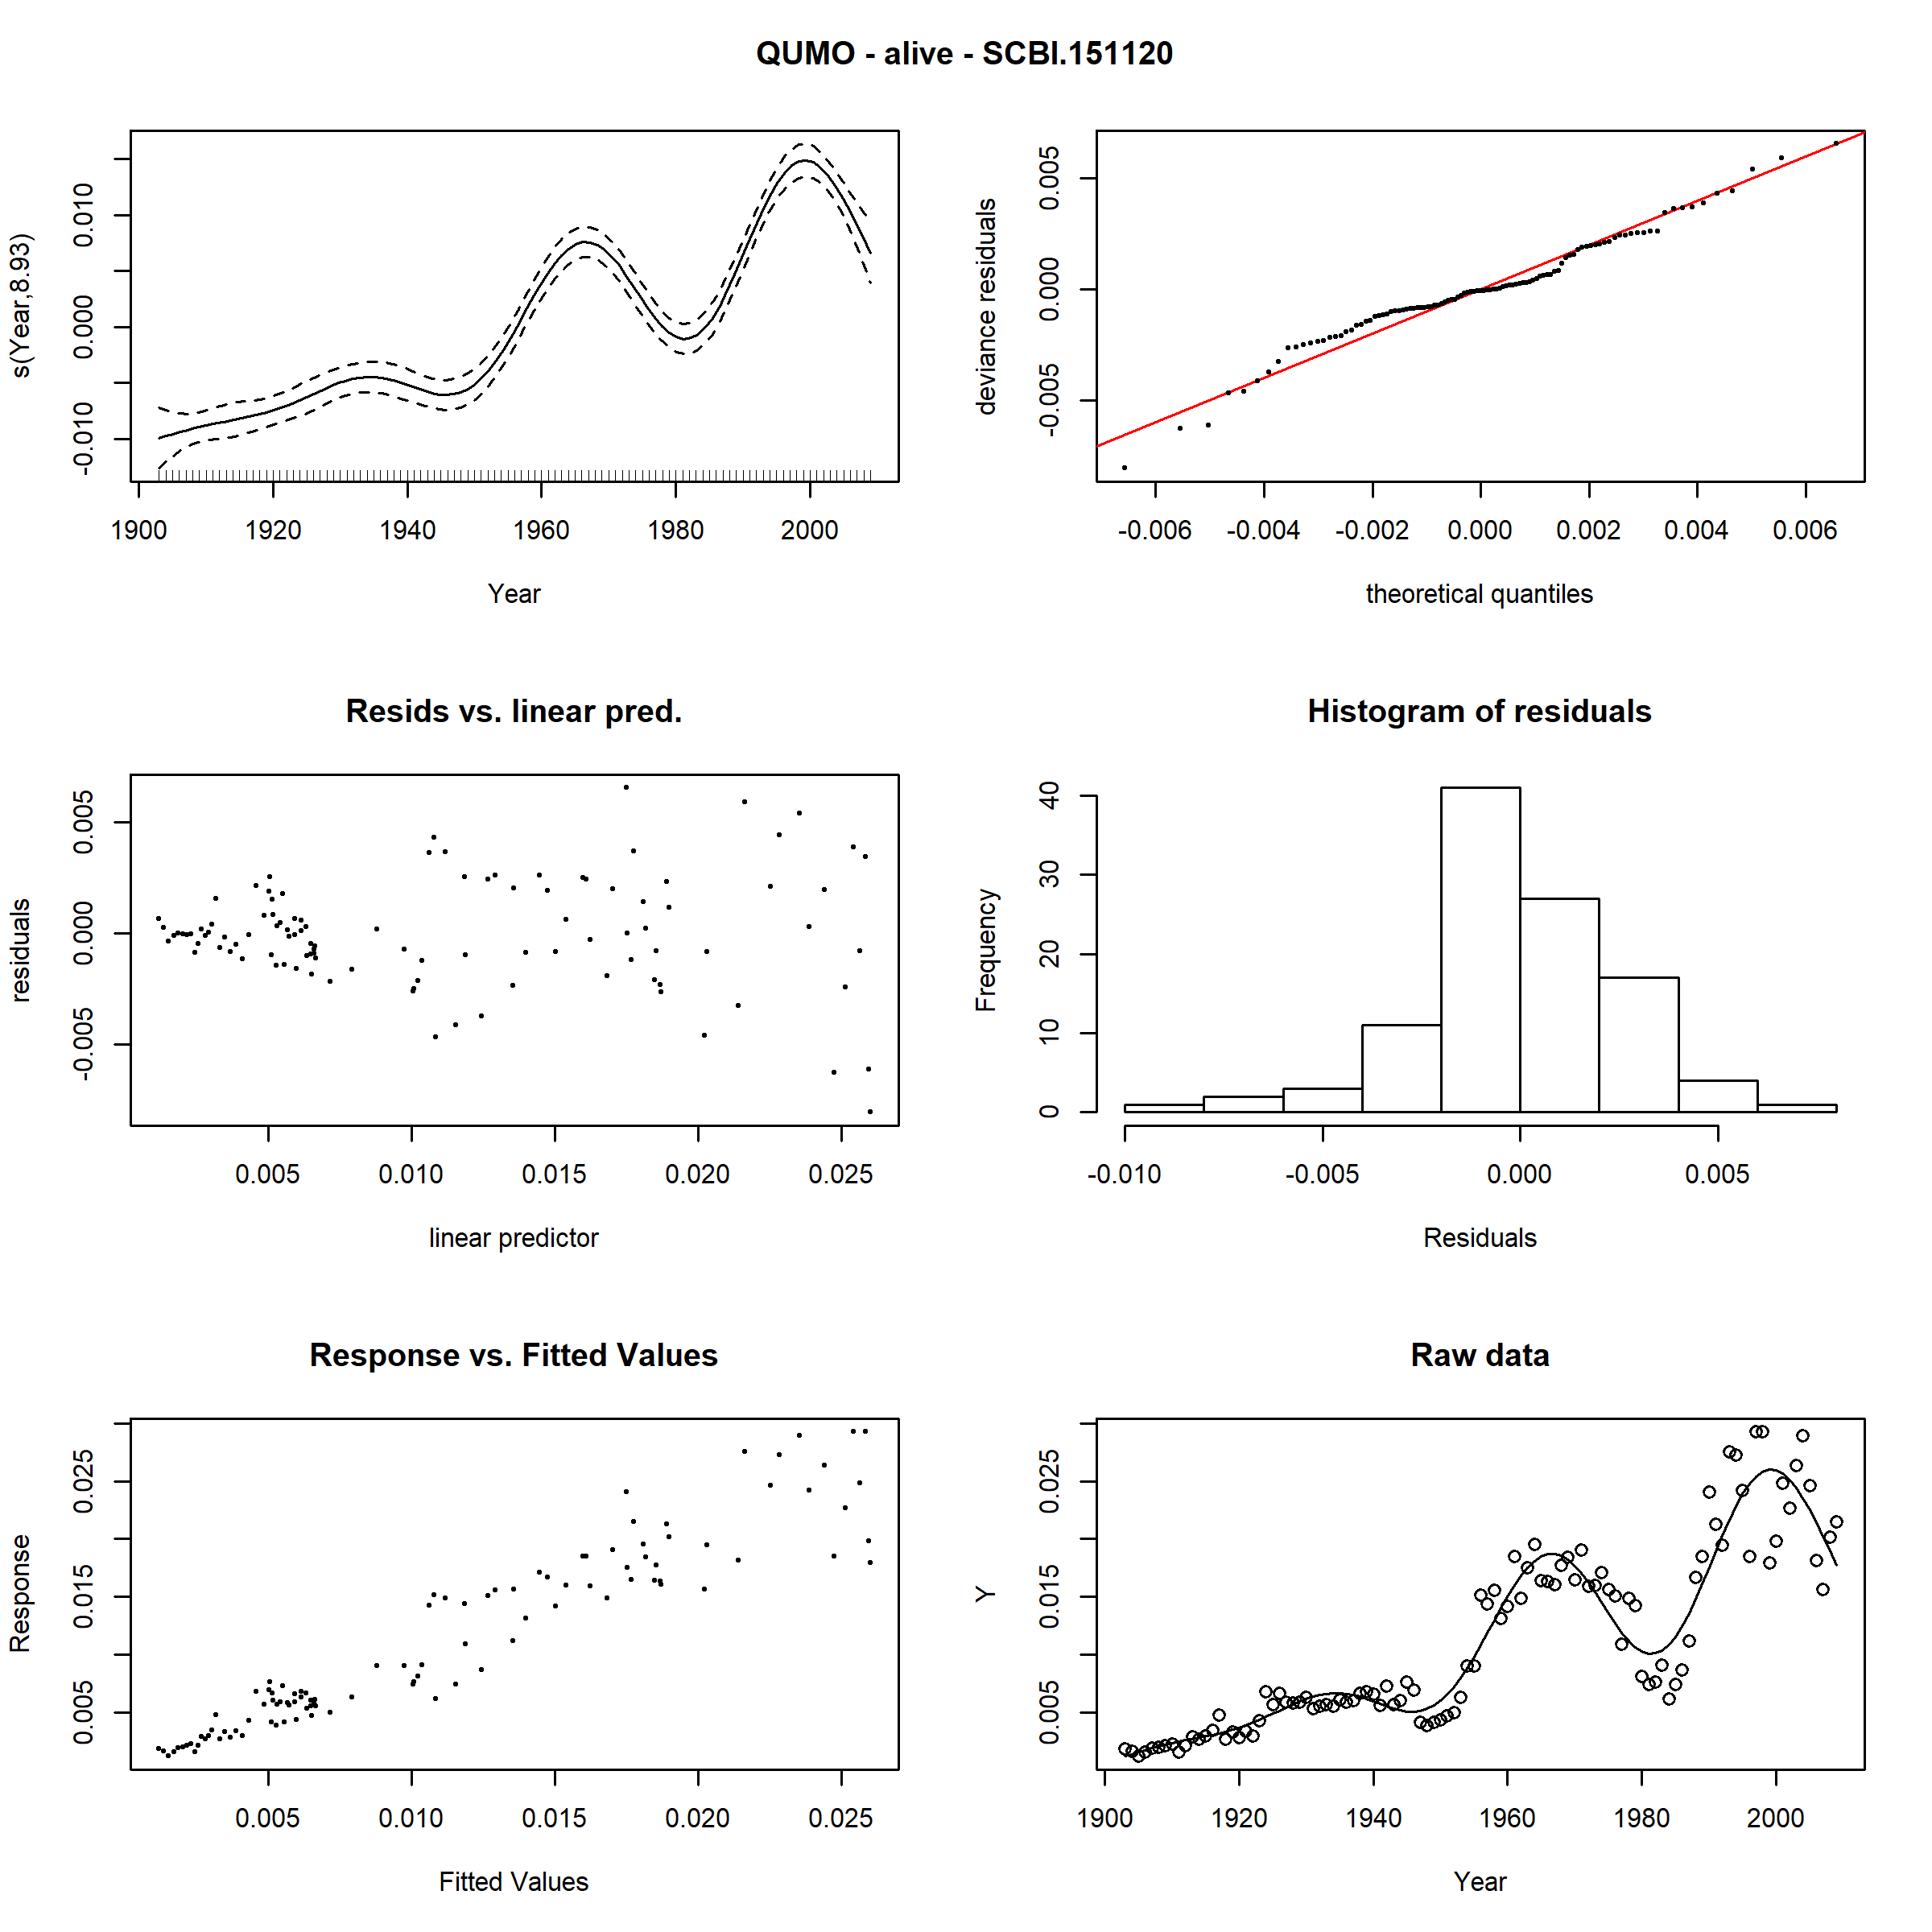 QUMO - alive - SCBI.151120
s(Year,8.93)
-0.010 0.000 0.010
1900 1920 1940 1960 1980 2000
Year
deviance residuals
-0.005 0.000 0.005
-0.006 -0.004 -0.002 0.000 0.002 0.004 0.006
theoretical quantiles
Resids vs. linear pred.
residuals
-0.005 0.000 0.005
0.005 0.010 0.015 0.020 0.025
linear predictor
Histogram of residuals
Frequency
0 10 20 30 40
-0.010 -0.005 0.000 0.005
Residuals
Response vs. Fitted Values
Response
0.005 0.015 0.025
0.005 0.010 0.015 0.020 0.025
Fitted Values
Raw data
Y
0.005 0.015 0.025
1900 1920 1940 1960 1980 2000
Year